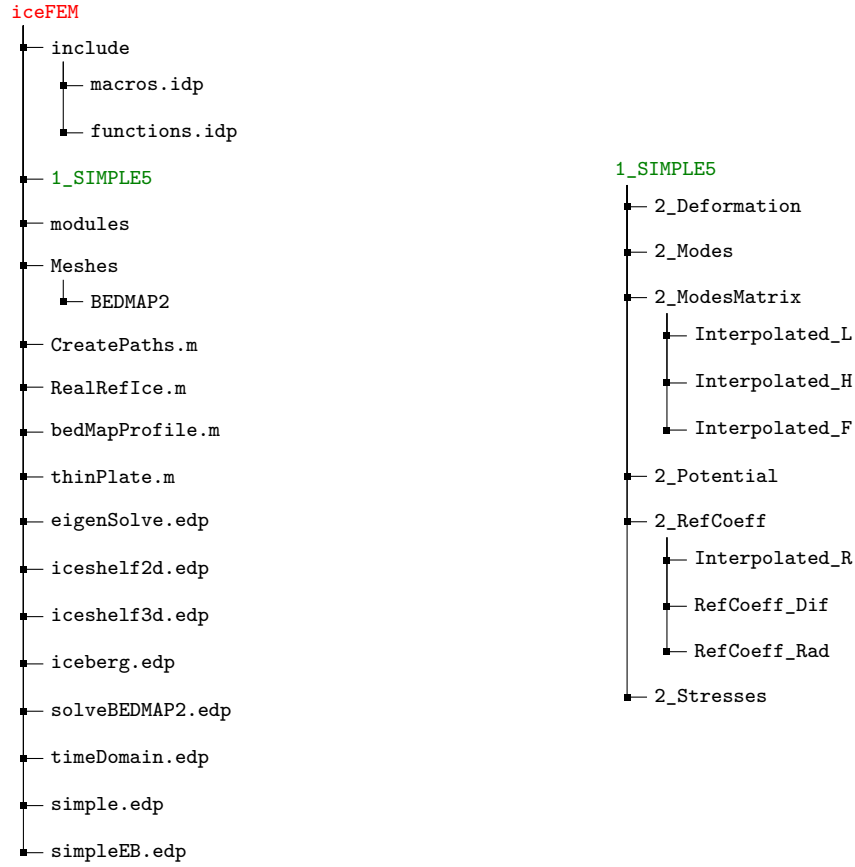 iceFEM
include
macros.idp
functions.idp
1_SIMPLE5
modules
Meshes
BEDMAP2
CreatePaths.m
RealRefIce.m
bedMapProfile.m
thinPlate.m
eigenSolve.edp
iceshelf2d.edp
iceshelf3d.edp
iceberg.edp
solveBEDMAP2.edp
timeDomain.edp
simple.edp
simpleEB.edp
1_SIMPLE5
2_Deformation
2_Modes
2_ModesMatrix
Interpolated_L
Interpolated_H
Interpolated_F
2_Potential
2_RefCoeff
Interpolated_R
RefCoeff_Dif
RefCoeff_Rad
2_Stresses